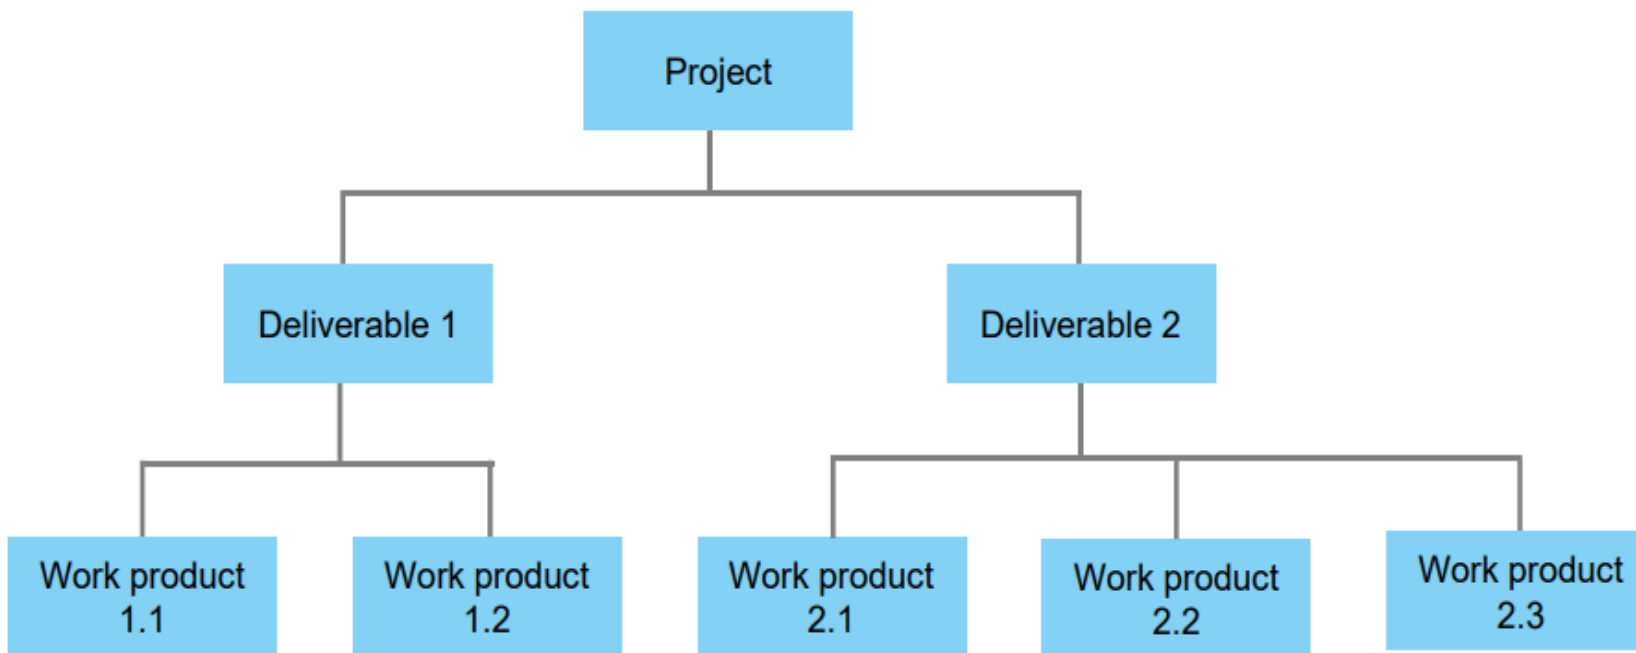 Project
Deliverable 1
Deliverable 2
Work product
1.1
Work product
1.2
Work product
2.1
Work product
2.2
Work product
2.3